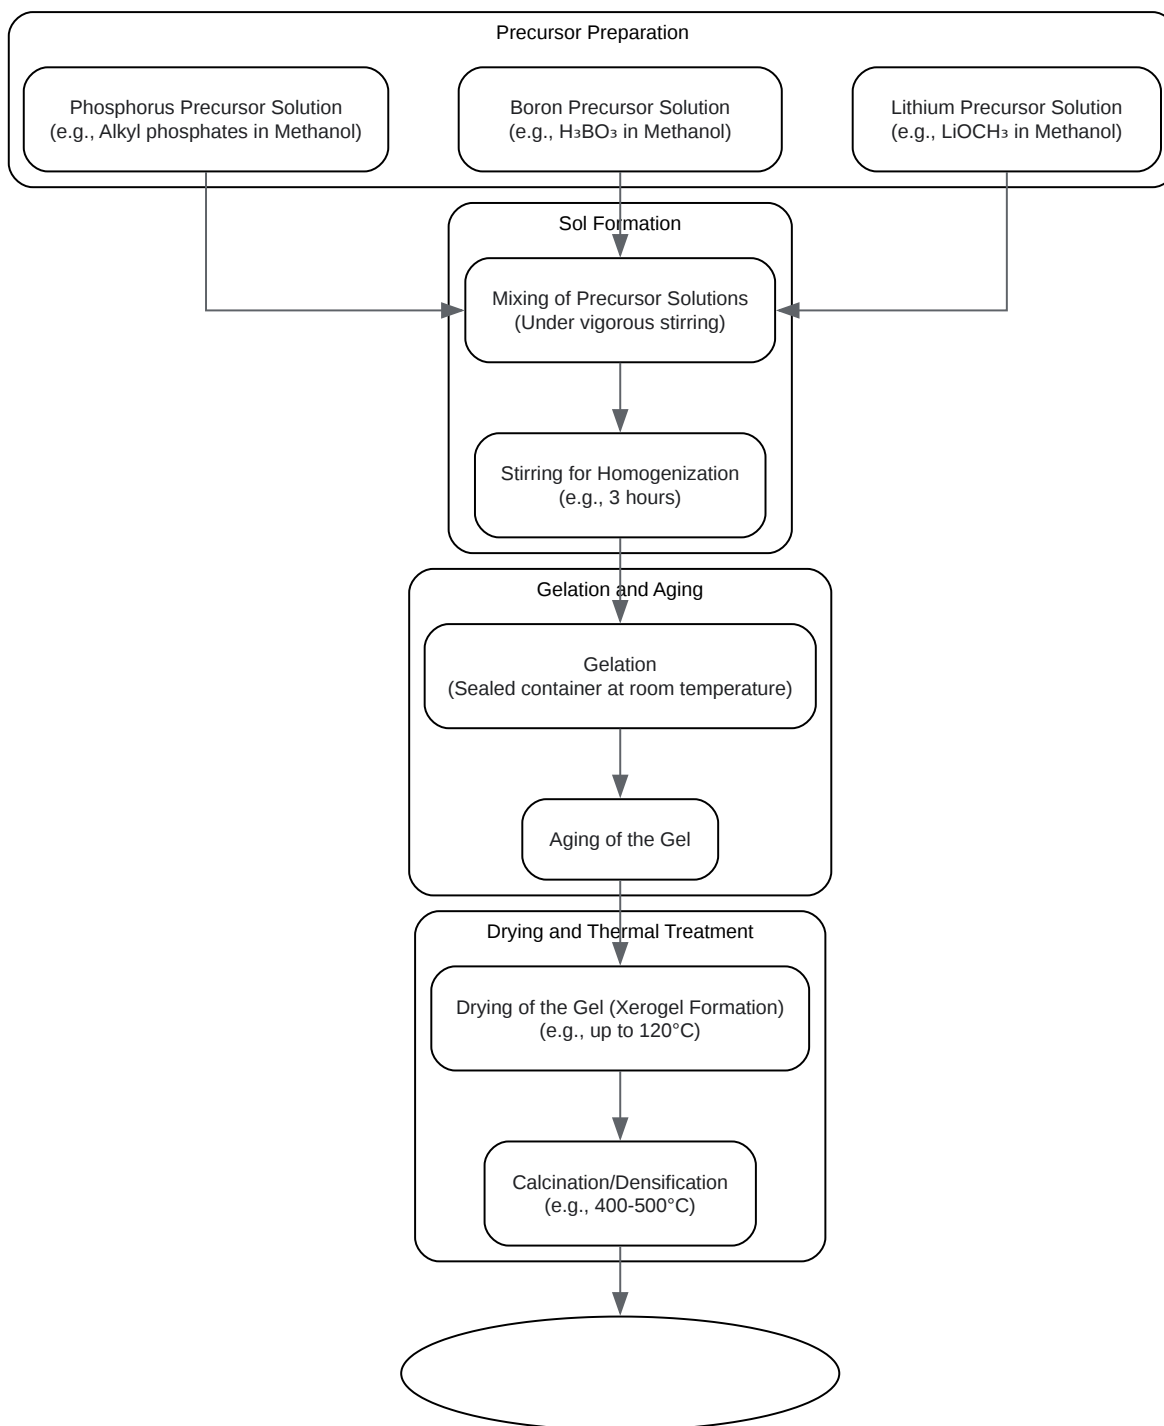 Precursor Preparation
Phosphorus Precursor Solution
(e.g., Alkyl phosphates in Methanol)
Boron Precursor Solution
(e.g., H₃BO₃ in Methanol)
Lithium Precursor Solution
(e.g., LiOCH₃ in Methanol)
Sol Formation
Mixing of Precursor Solutions
(Under vigorous stirring)
Stirring for Homogenization
(e.g., 3 hours)
Gelation and Aging
Gelation
(Sealed container at room temperature)
Aging of the Gel
Drying and Thermal Treatment
Drying of the Gel (Xerogel Formation)
(e.g., up to 120°C)
Calcination/Densification
(e.g., 400-500°C)